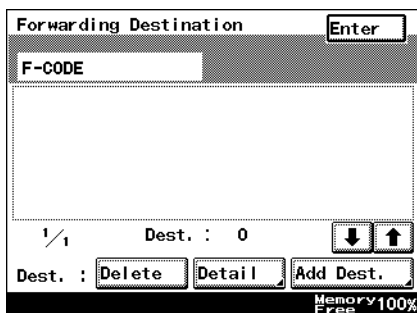 Forwarding Destination Enter
F-CODE
1/1 Dest. : 0
Dest. : Delete Detail Add Dest.
Memory Free 100%